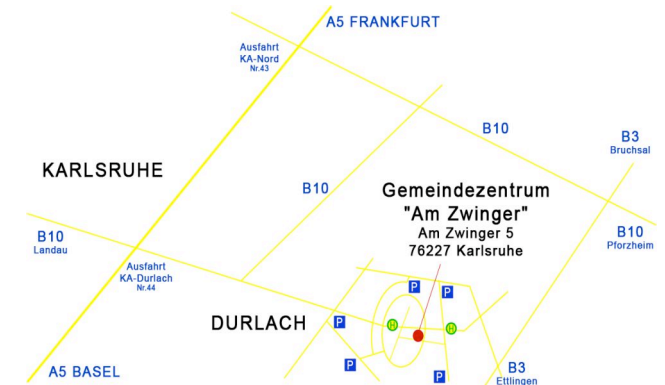 A5 FRANKFURT
Ausfahrt
KA-Nord
Nr.43
B10
B3
Bruchsal
KARLSRUHE
B10
Gemeindezentrum
"Am Zwinger"
Am Zwinger 5
76227 Karlsruhe
B10
Landau
B10
Pforzheim
Ausfahrt
KA-Durlach
Nr.44
P
P
DURLACH
P
H
H
P
P
A5 BASEL
B3
Ettlingen